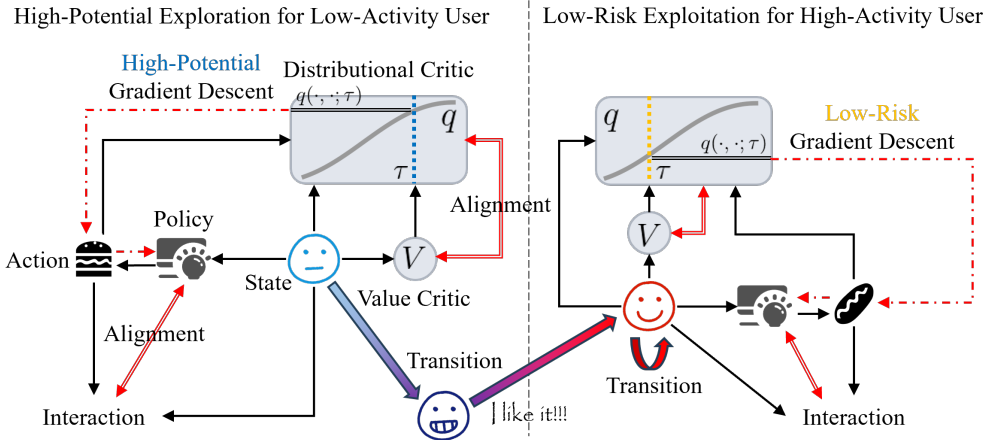 High-Potential Exploration for Low-Activity User
High-Potential
Gradient Descent
Distributional Critic
q(·, ·; τ)
q
τ
Alignment
Policy
Action
State
V
Value Critic
Alignment
Transition
Interaction
I like it!!!
Low-Risk Exploitation for High-Activity User
q
Low-Risk
Gradient Descent
q(·, ·; τ)
τ
V
Transition
Interaction